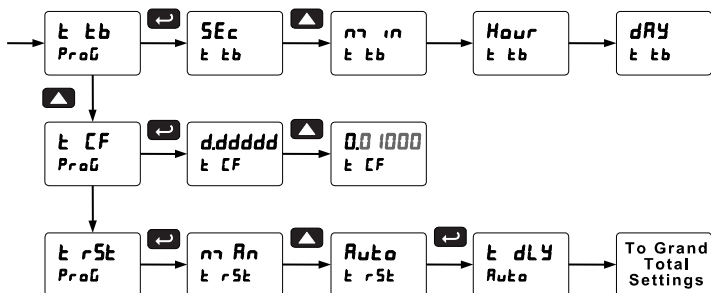 t tb
ProG
SEc
t tb
min
t tb
Hour
t tb
dAY
t tb
t CF
ProG
d.ddddd
t CF
0.01000
t CF
t rSt
ProG
mAn
t rSt
Auto
t rSt
t dLY
Auto
To Grand
Total
Settings